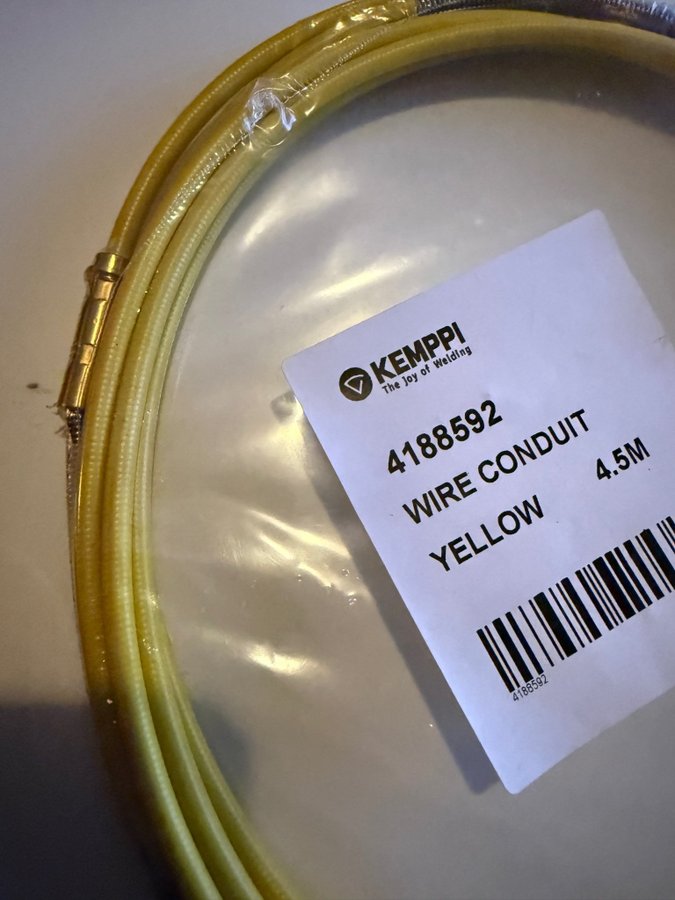 KEMPPI
The Joy of Welding
4188592
WIRE CONDUIT
YELLOW 4.5M
4188592